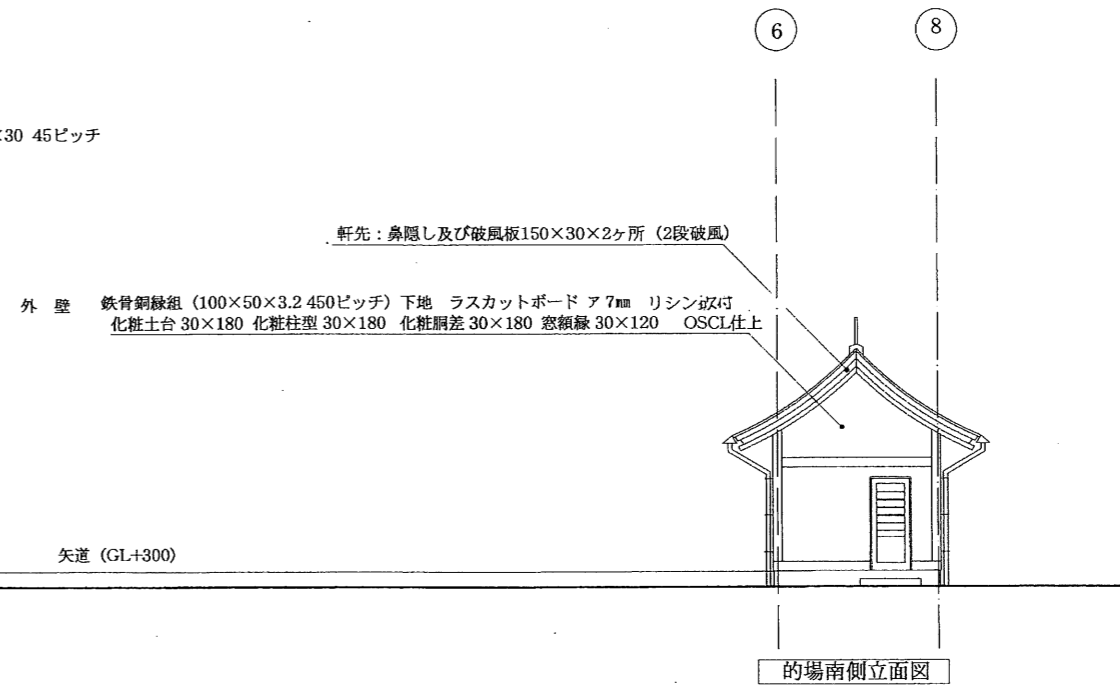 6
8
×30 45ピッチ
軒先：鼻隠し及び破風板150×30×2ヶ所（2段破風）
外 壁 鉄骨銅縁組（100×50×3.2 450ピッチ）下地 ラスカットボード ア 7㎜ リシン吹付
化粧土台 30×180 化粧柱型 30×180 化粧胴差 30×180 窓額縁 30×120 OSCL仕上
矢道（GL+300）
的場南側立面図